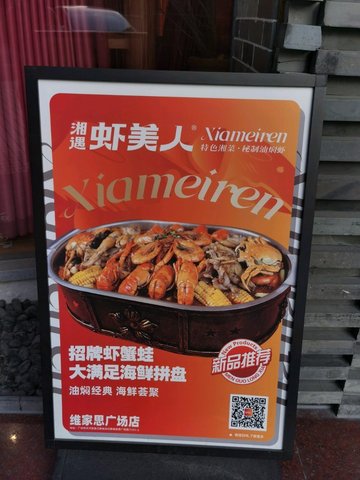 湘遇 虾美人® Xiameiren
特色湘菜·秘制油焖虾
Xiameiren
招牌虾蟹蛙
大满足海鲜拼盘
油焖经典 海鲜荟聚
New Products
新品推荐
维家思广场店